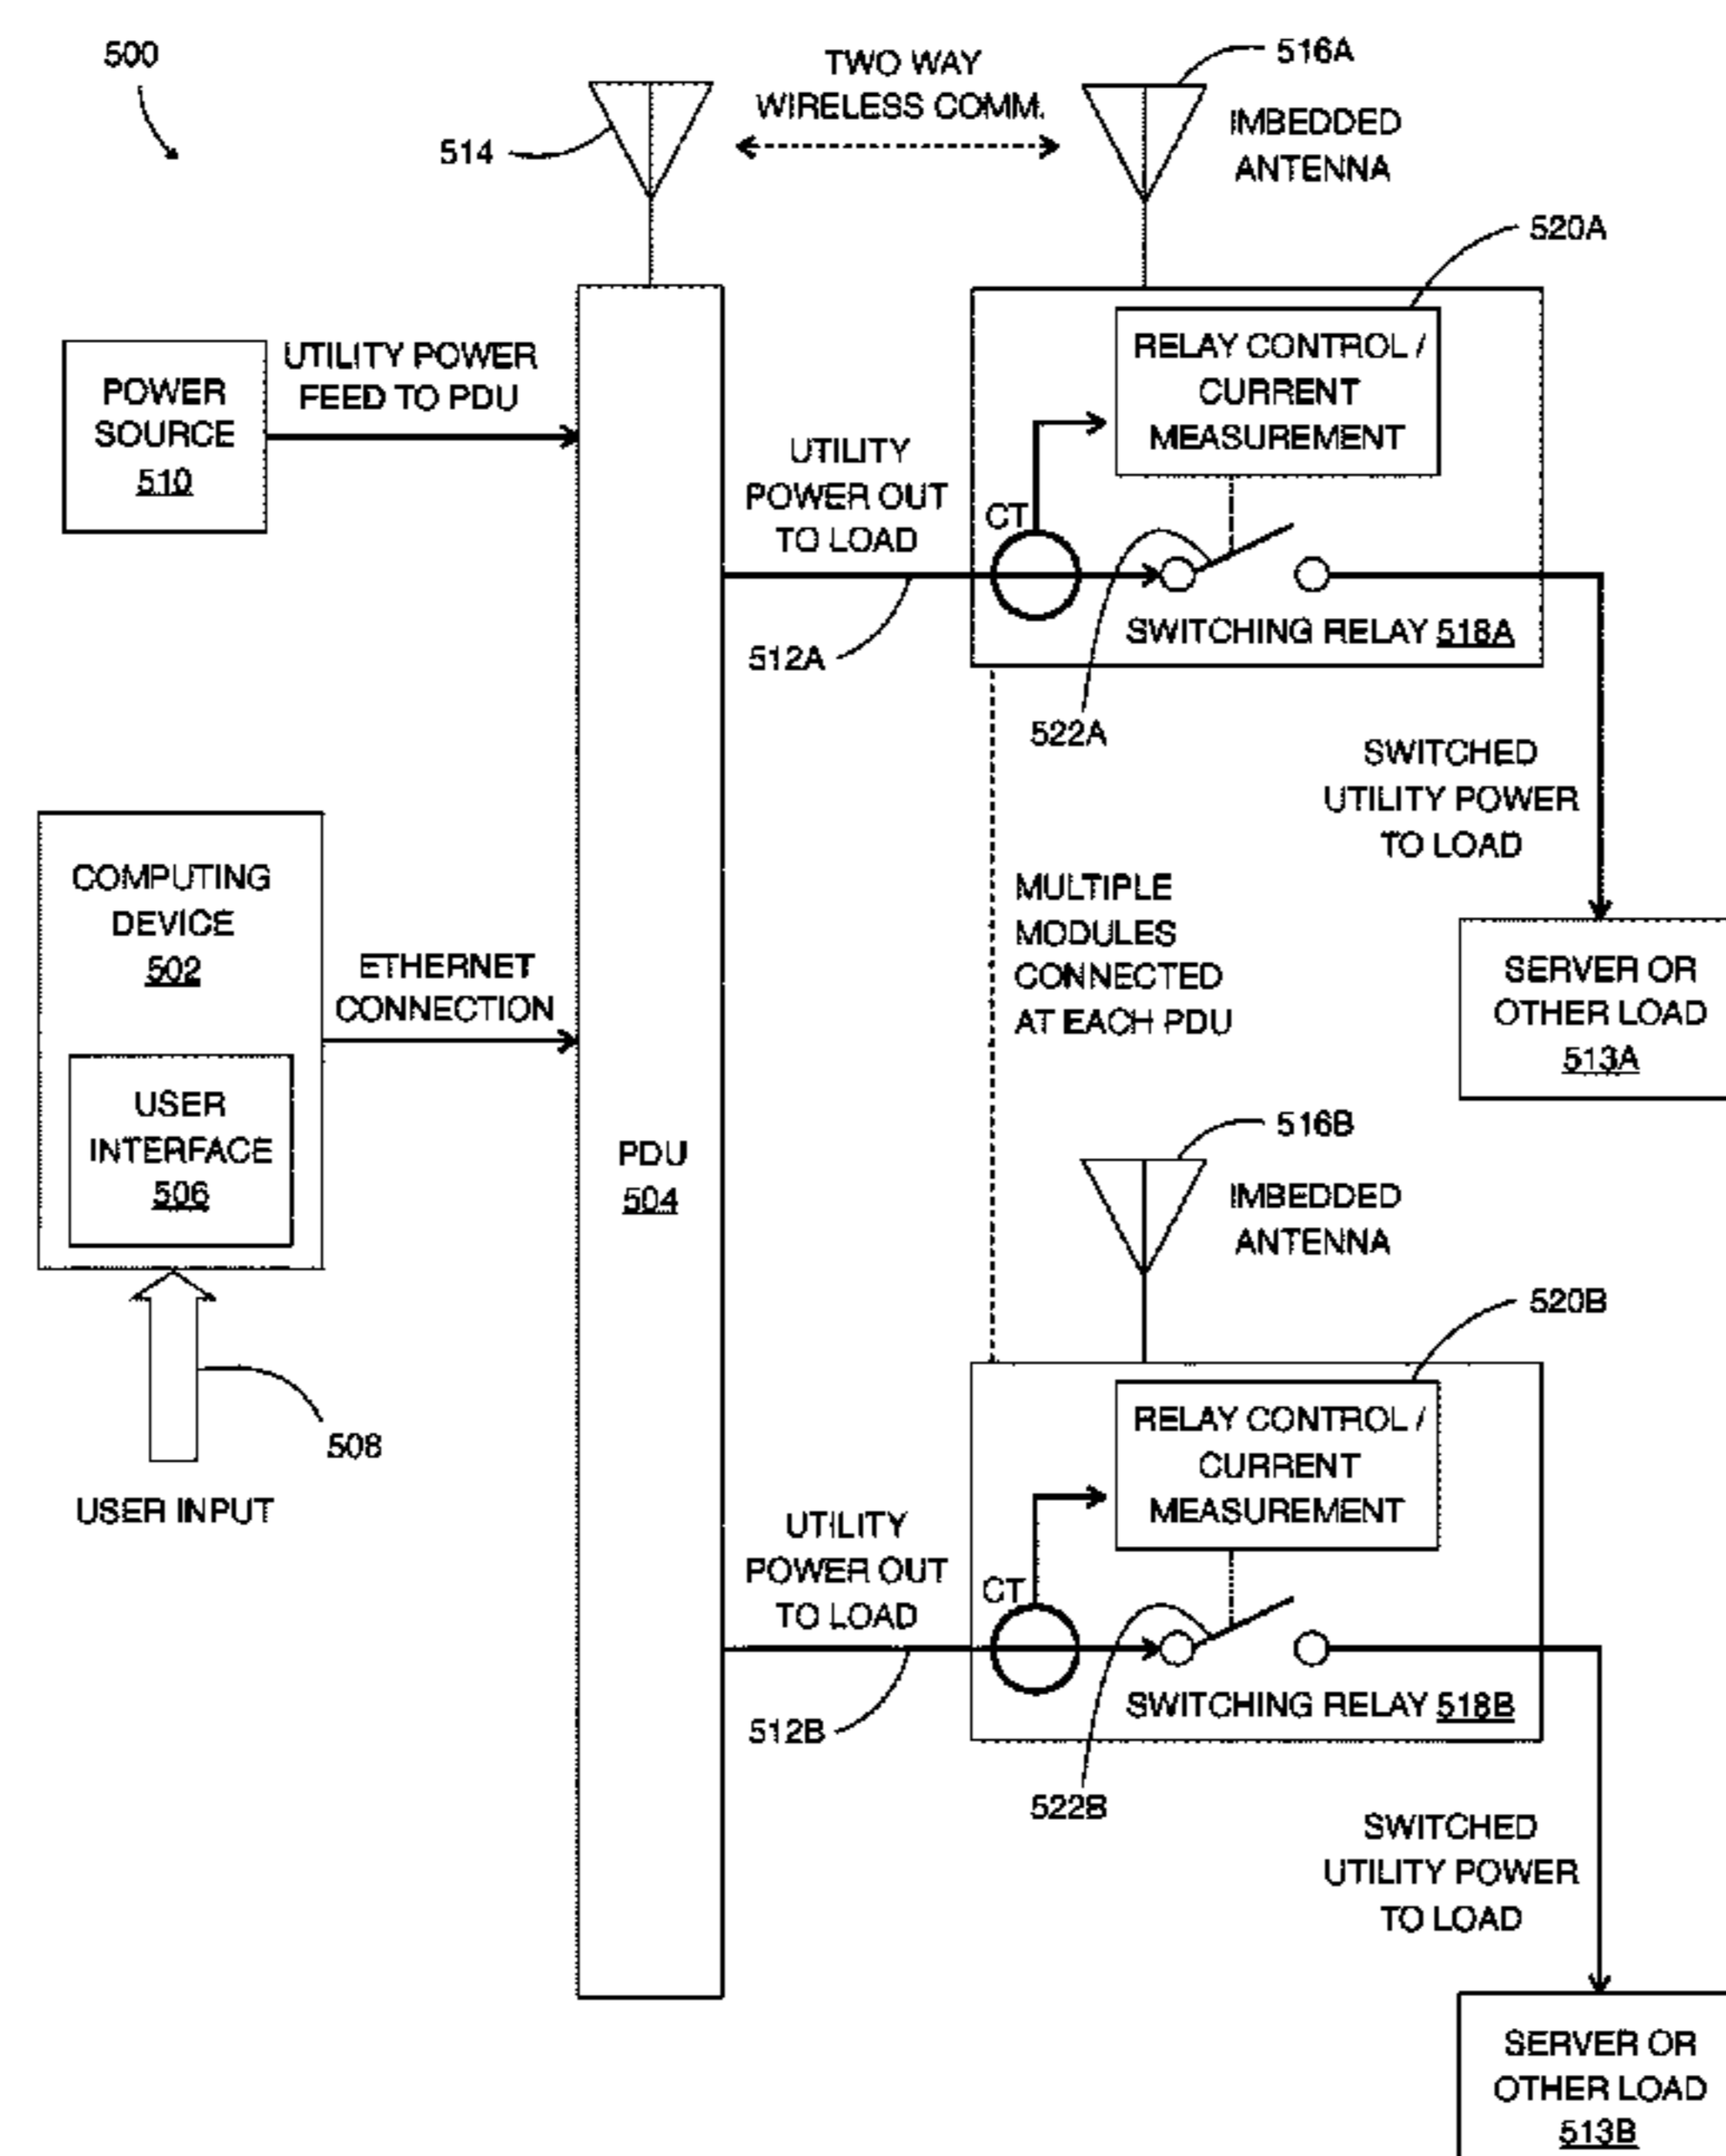 500
514
TWO WAY
WIRELESS COMM.
516A
IMBEDDED
ANTENNA
520A
POWER
SOURCE
510
UTILITY POWER
FEED TO PDU
UTILITY
POWER OUT
TO LOAD
512A
RELAY CONTROL /
CURRENT
MEASUREMENT
CT
SWITCHING RELAY 518A
522A
SWITCHED
UTILITY POWER
TO LOAD
COMPUTING
DEVICE
502
USER
INTERFACE
506
ETHERNET
CONNECTION
PDU
504
MULTIPLE
MODULES
CONNECTED
AT EACH PDU
SERVER OR
OTHER LOAD
513A
508
USER INPUT
516B
IMBEDDED
ANTENNA
520B
UTILITY
POWER OUT
TO LOAD
512B
RELAY CONTROL /
CURRENT
MEASUREMENT
CT
SWITCHING RELAY 518B
522B
SWITCHED
UTILITY POWER
TO LOAD
SERVER OR
OTHER LOAD
513B